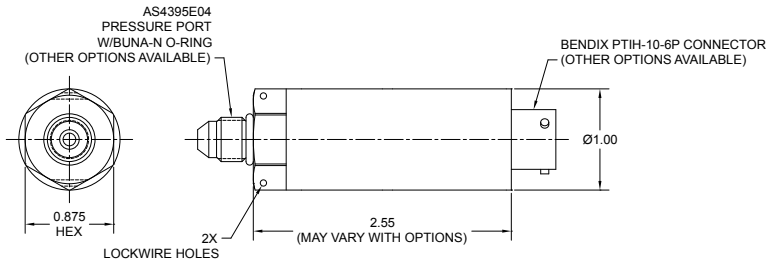 AS4395E04
PRESSURE PORT
W/BUNA-N O-RING
(OTHER OPTIONS AVAILABLE)
BENDIX PTIH-10-6P CONNECTOR
(OTHER OPTIONS AVAILABLE)
Ø1.00
0.875
HEX
2X
LOCKWIRE HOLES
2.55
(MAY VARY WITH OPTIONS)